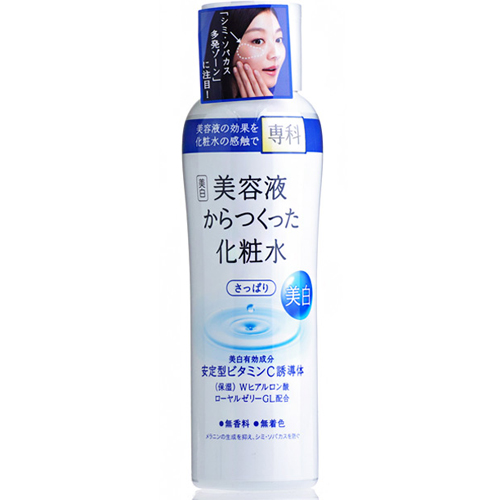 「シミ・ソバカス
多発ゾーン」
に注目！
美容液の効果を
化粧水の感触で
専科
美白
美容液
からつくった
化粧水
さっぱり
美白
美白有効成分
安定型ビタミンC誘導体
(保湿) Wヒアルロン酸
ローヤルゼリーGL配合
●無香料 ●無着色
メラニンの生成を抑え、シミ・ソバカスを防ぐ